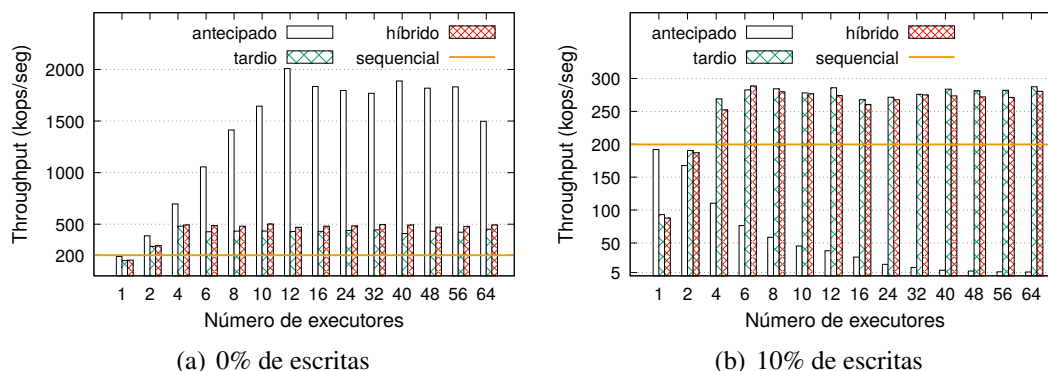 antecipado
híbrido
tardio
sequencial
Throughput (kops/seg)
2000
1500
1000
500
200
1 2 4 6 8 10 12 16 24 32 40 48 56 64
Número de executores
(a) 0% de escritas
antecipado
híbrido
tardio
sequencial
Throughput (kops/seg)
300
250
200
150
100
50
5
1 2 4 6 8 10 12 16 24 32 40 48 56 64
Número de executores
(b) 10% de escritas